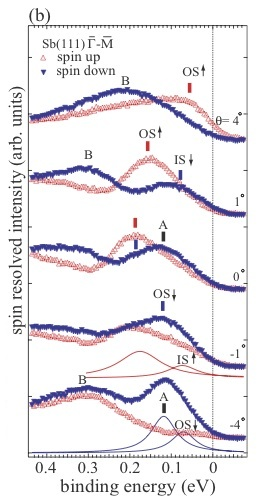 (b)
Sb(111) Γ̅-M̅
spin up
spin down
B
OS↑
θ= 4°
OS↑
B
IS↓
1°
A
0°
OS↓
IS↑
-1°
B
A
OS↓
-4°
0.4 0.3 0.2 0.1 0
binding energy (eV)
spin resolved intensity (arb. units)